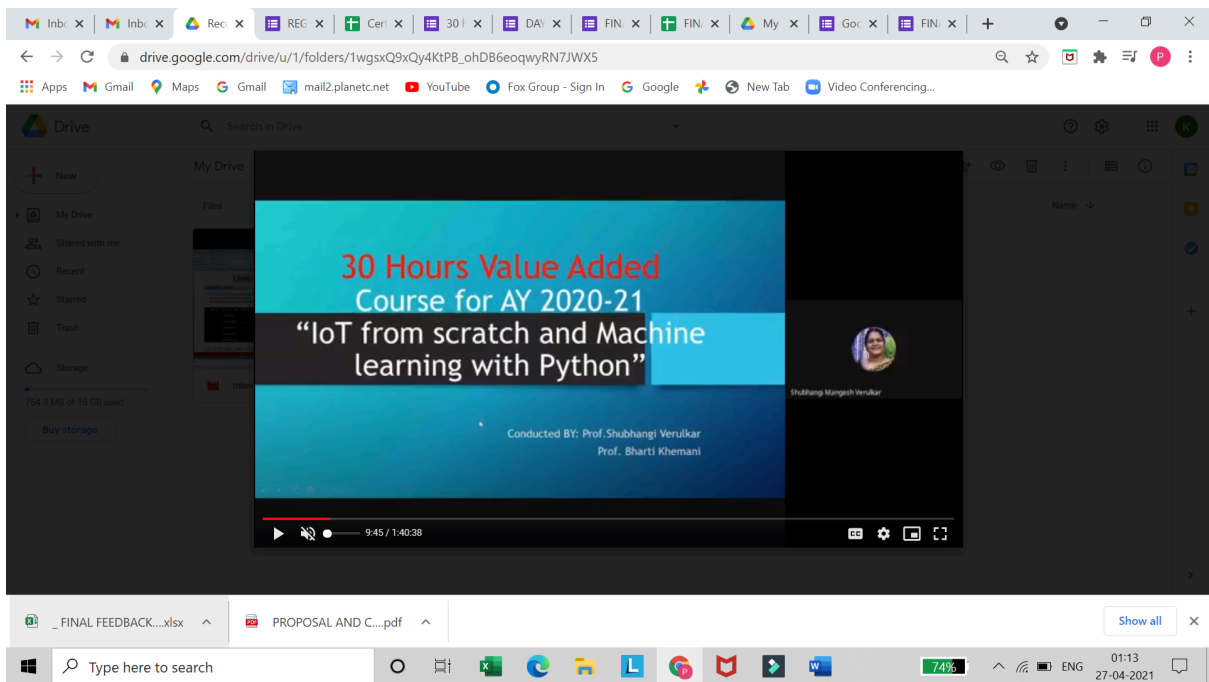 Inbc
Inbc
Rec
REG
Cert
30 H
DAY
FIN
FIN
My
Goc
FIN
drive.google.com/drive/u/1/folders/1wgsxQ9xQy4KtPB_ohDB6eoqwyRN7JWX5
P
Apps
Gmail
Maps
Gmail
mail2.planetc.net
YouTube
Fox Group - Sign In
Google
New Tab
Video Conferencing...
Drive
Search in Drive
K
New
My Drive
My Drive
Files
Name
Shared with me
Recent
Starred
Trash
Storage
784.9 MB of 15 GB used
Buy storage
30 Hours Value Added
Course for AY 2020-21
“IoT from scratch and Machine
learning with Python”
Conducted BY: Prof.Shubhangi Verulkar
Prof. Bharti Khemani
Shubhangi Mangesh Verulkar
9:45 / 1:40:38
CC
_ FINAL FEEDBACK....xlsx
PROPOSAL AND C....pdf
Show all
Type here to search
74%
ENG
01:13
27-04-2021